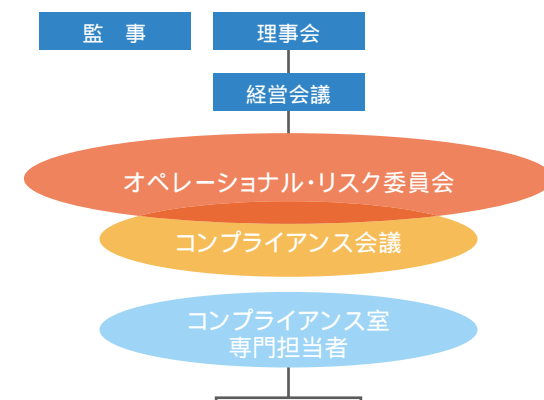 監　事
理事会
経営会議
オペレーショナル・リスク委員会
コンプライアンス会議
コンプライアンス室
専門担当者